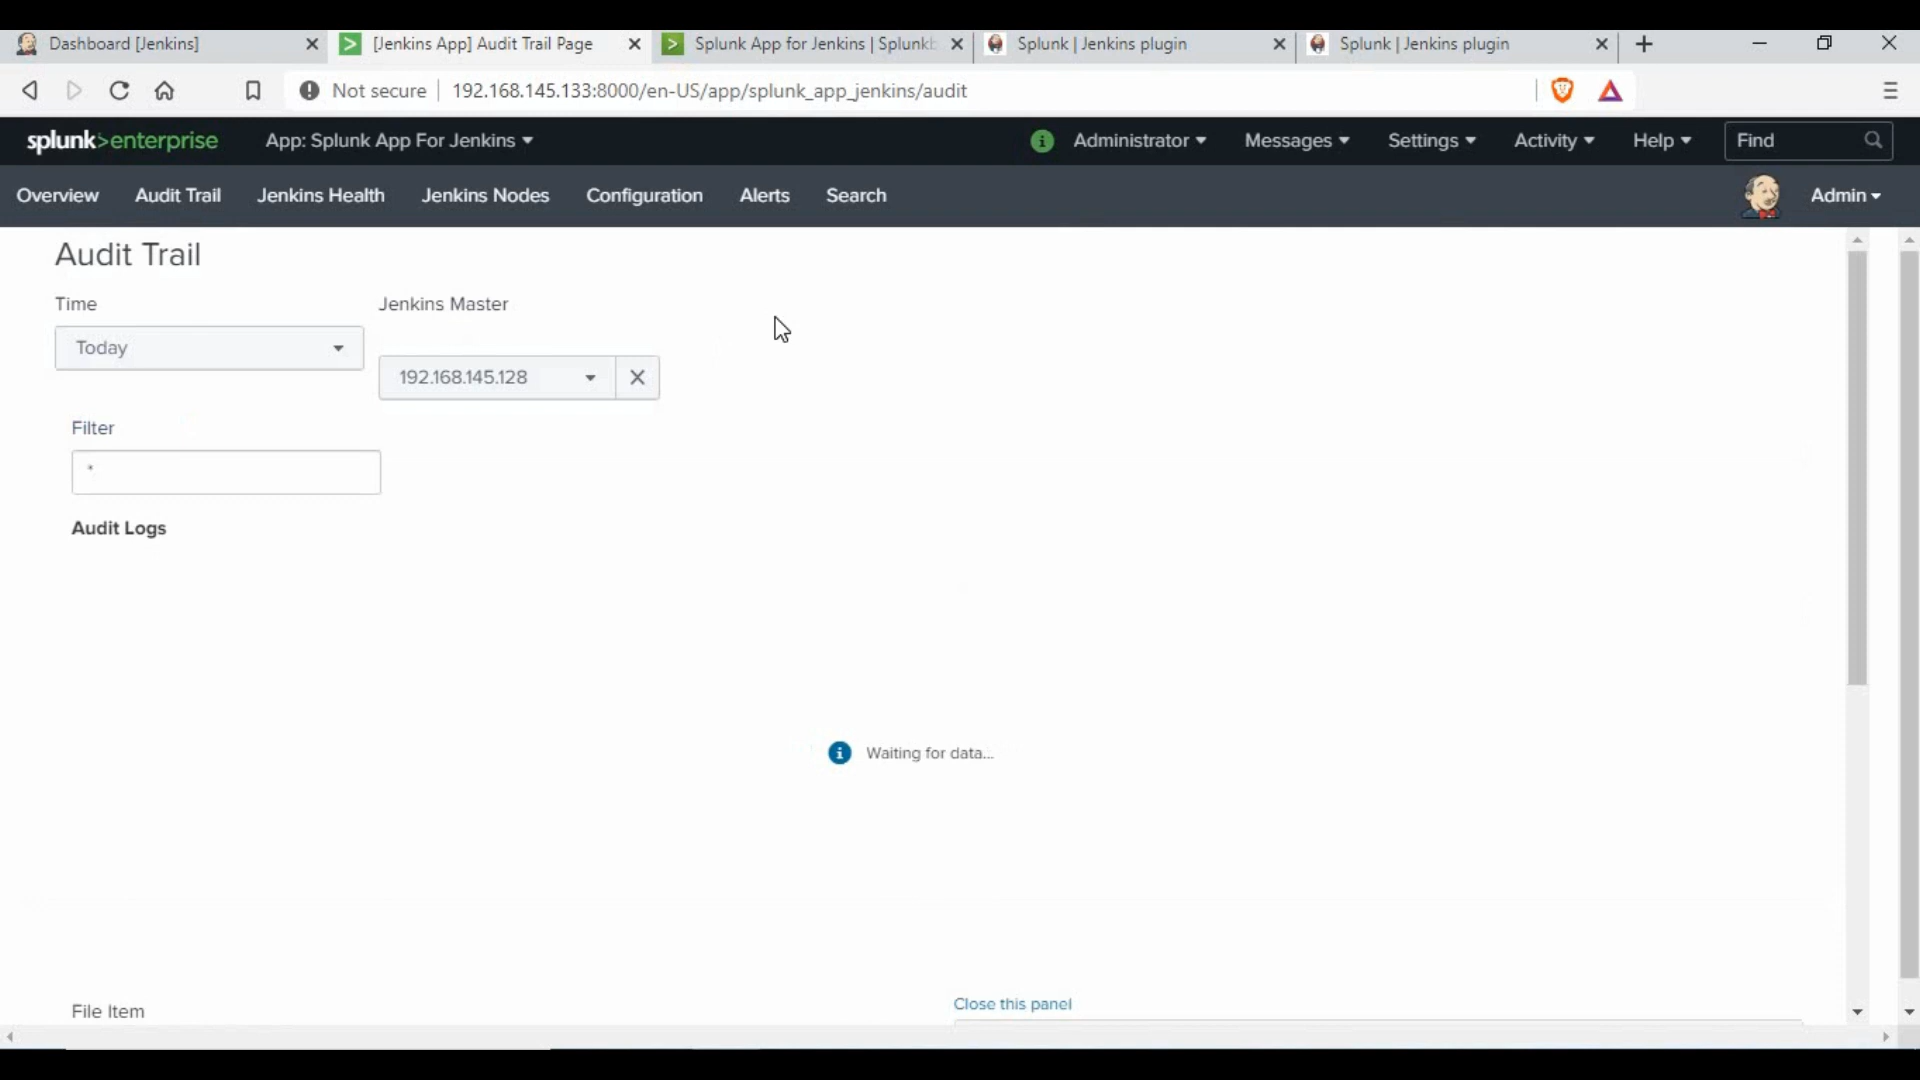 Dashboard [Jenkins]
[Jenkins App] Audit Trail Page
Splunk App for Jenkins | Splunkb
Splunk | Jenkins plugin
Splunk | Jenkins plugin
Not secure
192.168.145.133:8000/en-US/app/splunk_app_jenkins/audit
splunk>enterprise
App: Splunk App For Jenkins
Administrator
Messages
Settings
Activity
Help
Find
Overview
Audit Trail
Jenkins Health
Jenkins Nodes
Configuration
Alerts
Search
Admin
Audit Trail
Time
Jenkins Master
Today
192.168.145.128
Filter
*
Audit Logs
Waiting for data...
File Item
Close this panel